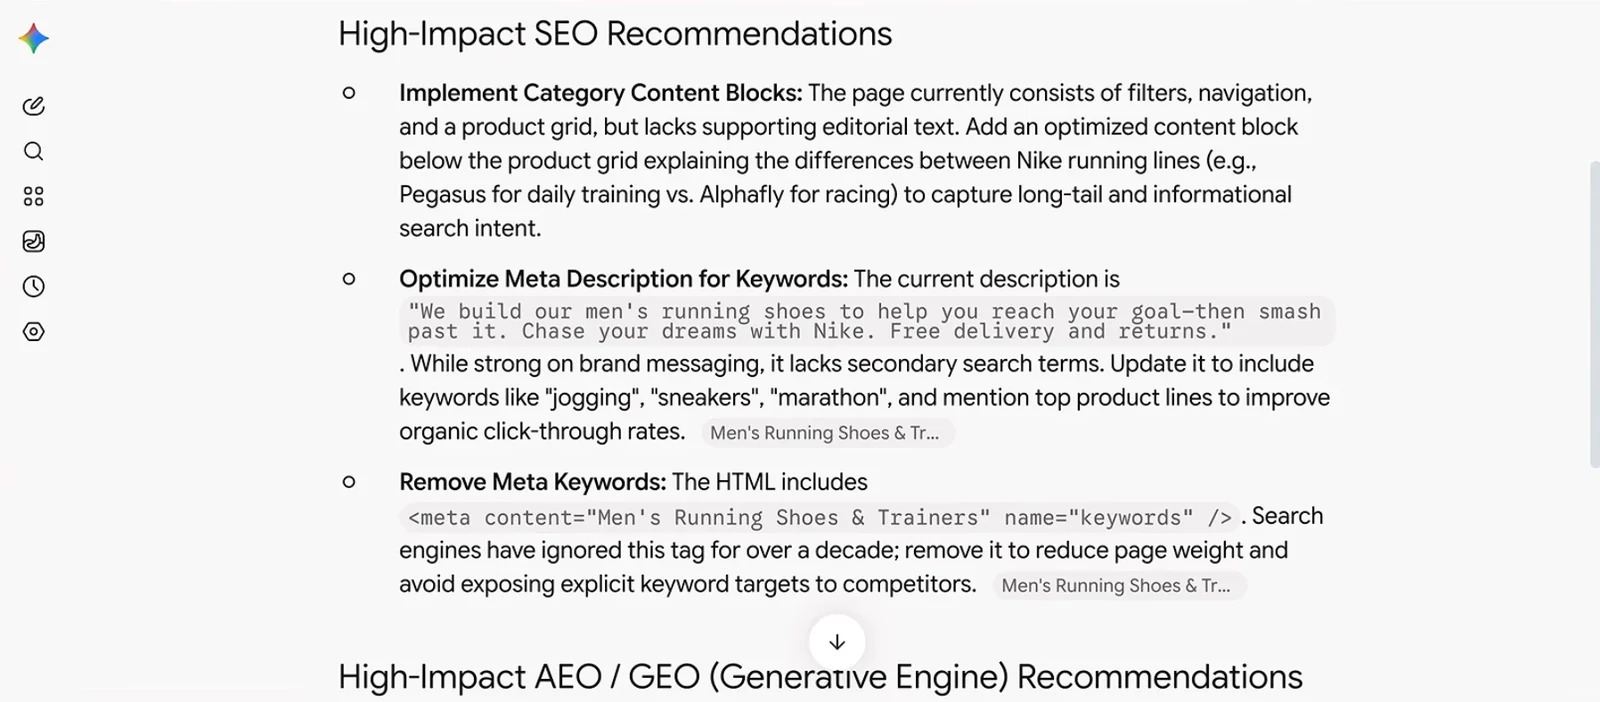 High-Impact SEO Recommendations
Implement Category Content Blocks: The page currently consists of filters, navigation,
and a product grid, but lacks supporting editorial text. Add an optimized content block
below the product grid explaining the differences between Nike running lines (e.g.,
Pegasus for daily training vs. Alphafly for racing) to capture long-tail and informational
search intent.
Optimize Meta Description for Keywords: The current description is
"We build our men's running shoes to help you reach your goal—then smash
past it. Chase your dreams with Nike. Free delivery and returns."
. While strong on brand messaging, it lacks secondary search terms. Update it to include
keywords like "jogging", "sneakers", "marathon", and mention top product lines to improve
organic click-through rates. Men's Running Shoes & Tr...
Remove Meta Keywords: The HTML includes
<meta content="Men's Running Shoes & Trainers" name="keywords" />. Search
engines have ignored this tag for over a decade; remove it to reduce page weight and
avoid exposing explicit keyword targets to competitors. Men's Running Shoes & Tr...
High-Impact AEO / GEO (Generative Engine) Recommendations